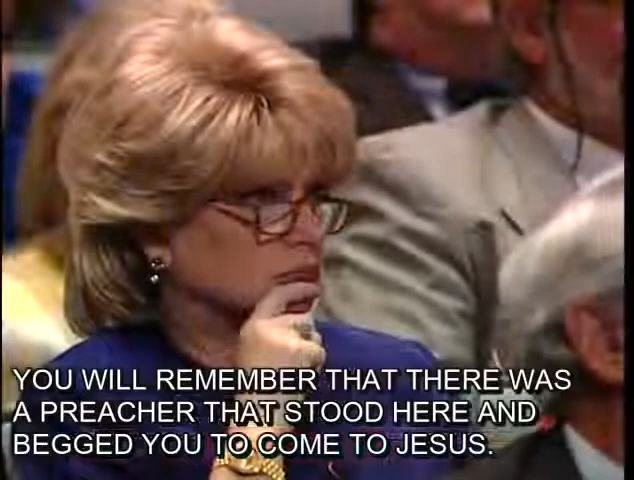 YOU WILL REMEMBER THAT THERE WAS
A PREACHER THAT STOOD HERE AND
BEGGED YOU TO COME TO JESUS.